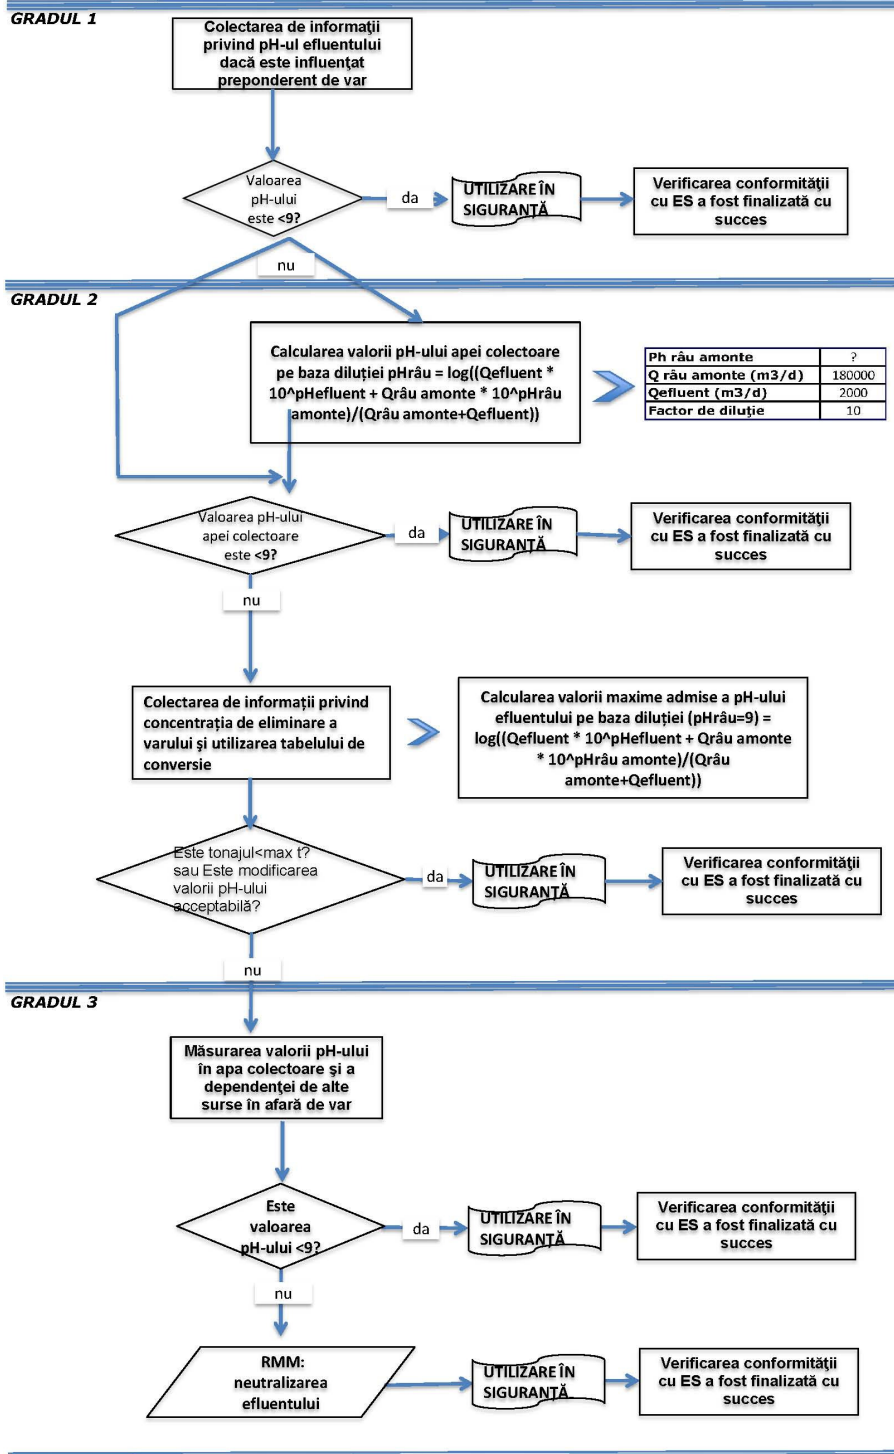 GRADUL 1
Colectarea de informaţii
privind pH-ul efluentului
dacă este influenţat
preponderent de var
Valoarea
pH-ului
este <9?
da
UTILIZARE ÎN
SIGURANȚĂ
Verificarea conformităţii
cu ES a fost finalizată cu
succes
nu
GRADUL 2
Calcularea valorii pH-ului apei colectoare
pe baza diluției pHrâu = log((Qefluent *
10^pHefluent + Qrâu amonte * 10^pHrâu
amonte)/(Qrâu amonte+Qefluent))
Ph râu amonte ?
Q râu amonte (m3/d) 180000
Qefluent (m3/d) 2000
Factor de diluţie 10
Valoarea pH-ului
apei colectoare
este <9?
da
UTILIZARE ÎN
SIGURANȚĂ
Verificarea conformităţii
cu ES a fost finalizată cu
succes
nu
Colectarea de informații privind
concentrația de eliminare a
varului și utilizarea tabelului de
conversie
Calcularea valorii maxime admise a pH-ului
efluentului pe baza diluției (pHrâu=9) =
log((Qefluent * 10^pHefluent + Qrâu amonte
* 10^pHrâu amonte)/(Qrâu
amonte+Qefluent))
Este tonajul<max t?
sau Este modificarea
valorii pH-ului
acceptabilă?
da
UTILIZARE ÎN
SIGURANȚĂ
Verificarea conformităţii
cu ES a fost finalizată cu
succes
nu
GRADUL 3
Măsurarea valorii pH-ului
în apa colectoare şi a
dependenţei de alte
surse în afară de var
Este
valoarea
pH-ului <9?
da
UTILIZARE ÎN
SIGURANȚĂ
Verificarea conformităţii
cu ES a fost finalizată cu
succes
nu
RMM:
neutralizarea
efluentului
UTILIZARE ÎN
SIGURANȚĂ
Verificarea conformităţii
cu ES a fost finalizată cu
succes